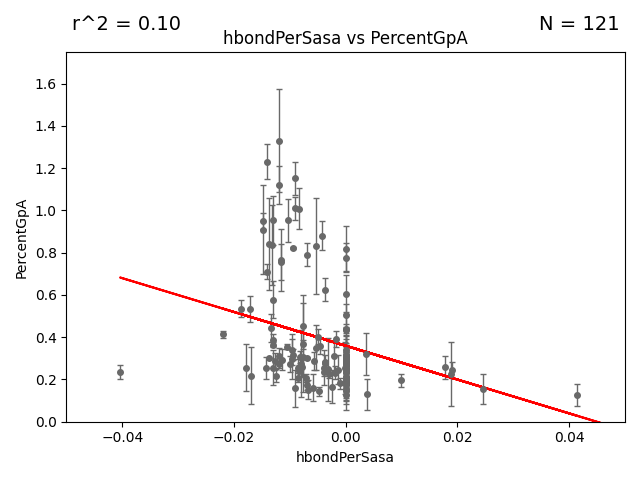 r^2 = 0.10
N = 121
hbondPerSasa vs PercentGpA
1.6
1.4
1.2
1.0
0.8
0.6
0.4
0.2
0.0
PercentGpA
−0.04
−0.02
0.00
0.02
0.04
hbondPerSasa